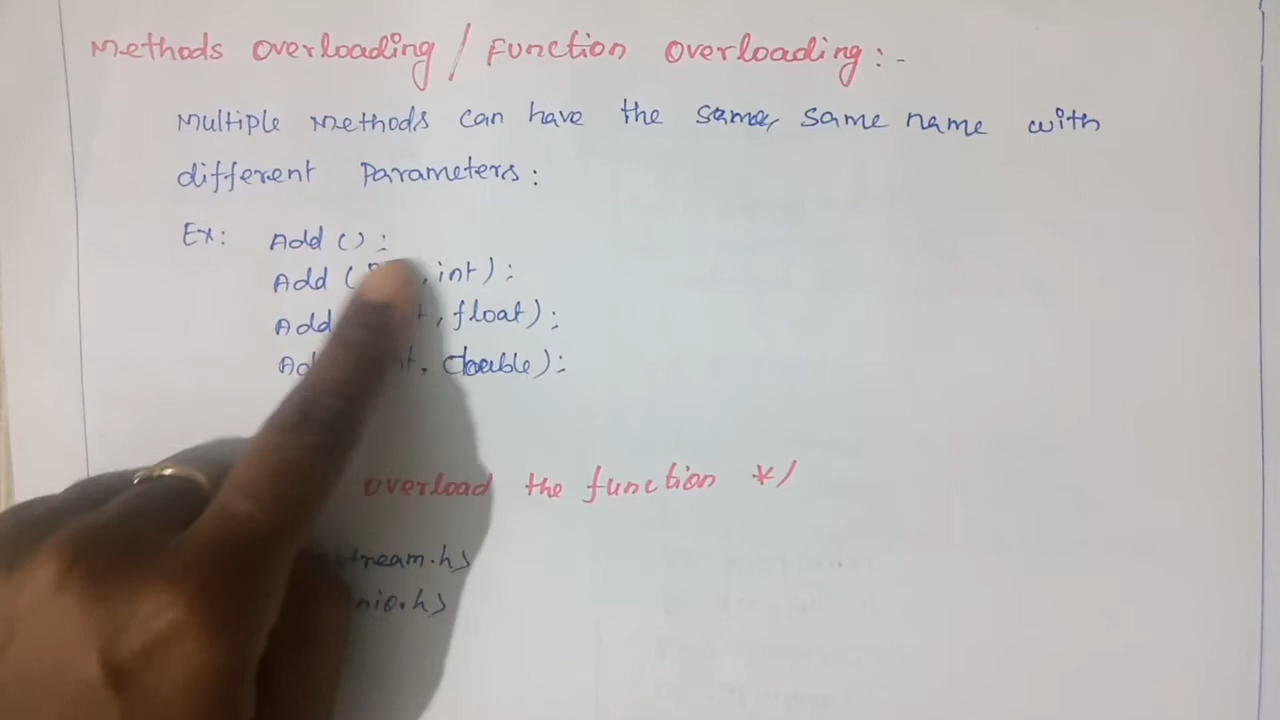 Methods overloading / Function overloading : -
Multiple Methods can have the same, same name with
different Parameters :
Ex: Add () ;
Add ( , int) ;
Add , float) ;
, double) ;
overload the function */